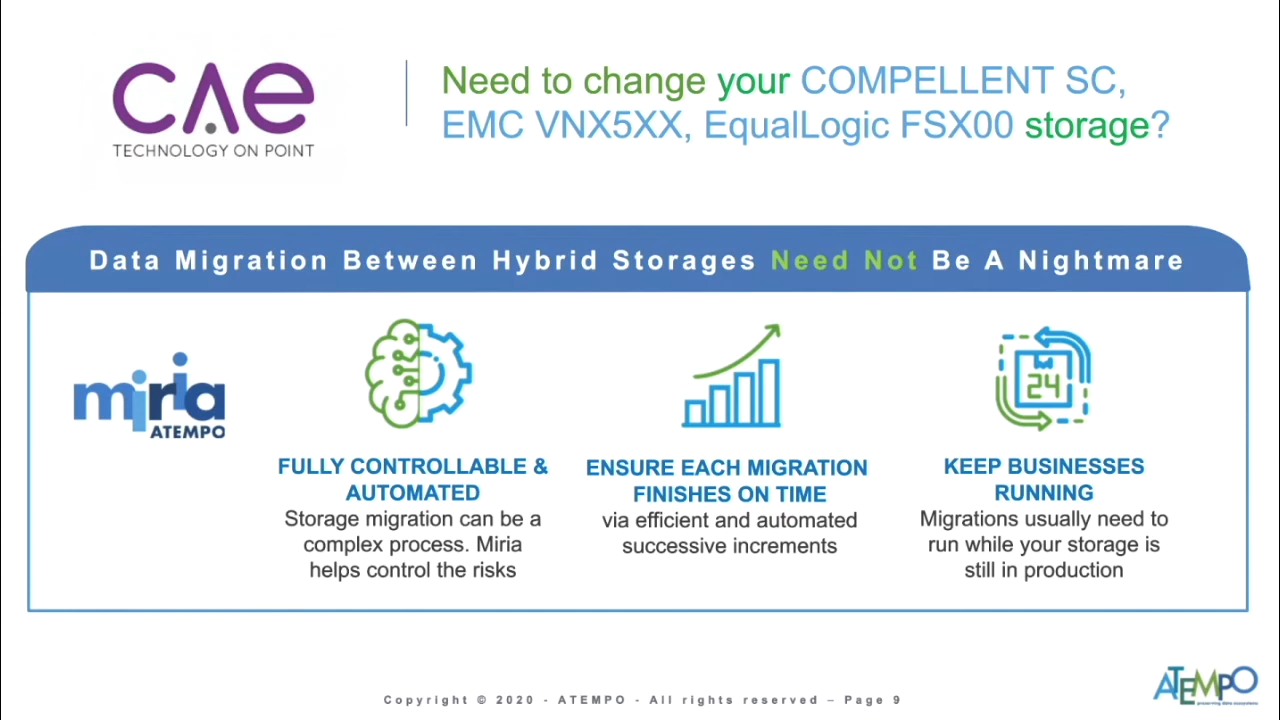 CAE
TECHNOLOGY ON POINT
Need to change your COMPELLENT SC,
EMC VNX5XX, EqualLogic FSX00 storage?
Data Migration Between Hybrid Storages Need Not Be A Nightmare
miria
ATEMPO
24
FULLY CONTROLLABLE &
AUTOMATED
Storage migration can be a
complex process. Miria
helps control the risks
ENSURE EACH MIGRATION
FINISHES ON TIME
via efficient and automated
successive increments
KEEP BUSINESSES
RUNNING
Migrations usually need to
run while your storage is
still in production
Copyright © 2020 - ATEMPO - All rights reserved – Page 9
ATEMPO
preserving data ecosystems